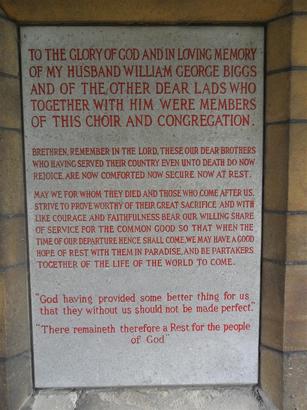 TO THE GLORY OF GOD AND IN LOVING MEMORY
OF MY HUSBAND WILLIAM GEORGE BIGGS
AND OF THE, OTHER DEAR LADS WHO
TOGETHER WITH HIM WERE MEMBERS
OF THIS CHOIR AND CONGREGATION.
BRETHREN, REMEMBER IN THE LORD, THESE OUR DEAR BROTHERS
WHO HAVING SERVED THEIR COUNTRY EVEN UNTO DEATH DO NOW
REJOICE, ARE NOW COMFORTED NOW SECURE NOW AT REST.
MAY WE FOR WHOM THEY DIED AND THOSE WHO COME AFTER US,
STRIVE TO PROVE WORTHY OF THEIR GREAT SACRIFICE AND WITH
LIKE COURAGE AND FAITHFULNESS BEAR OUR WILLING SHARE
OF SERVICE FOR THE COMMON GOOD SO THAT WHEN THE
TIME OF OUR DEPARTURE HENCE SHALL COME, WE MAY HAVE A GOOD
HOPE OF REST WITH THEM IN PARADISE, AND BE PARTAKERS
TOGETHER OF THE LIFE OF THE WORLD TO COME.
"God having provided some better thing for us
that they without us should not be made perfect."
"There remaineth therefore a Rest for the people
of God"